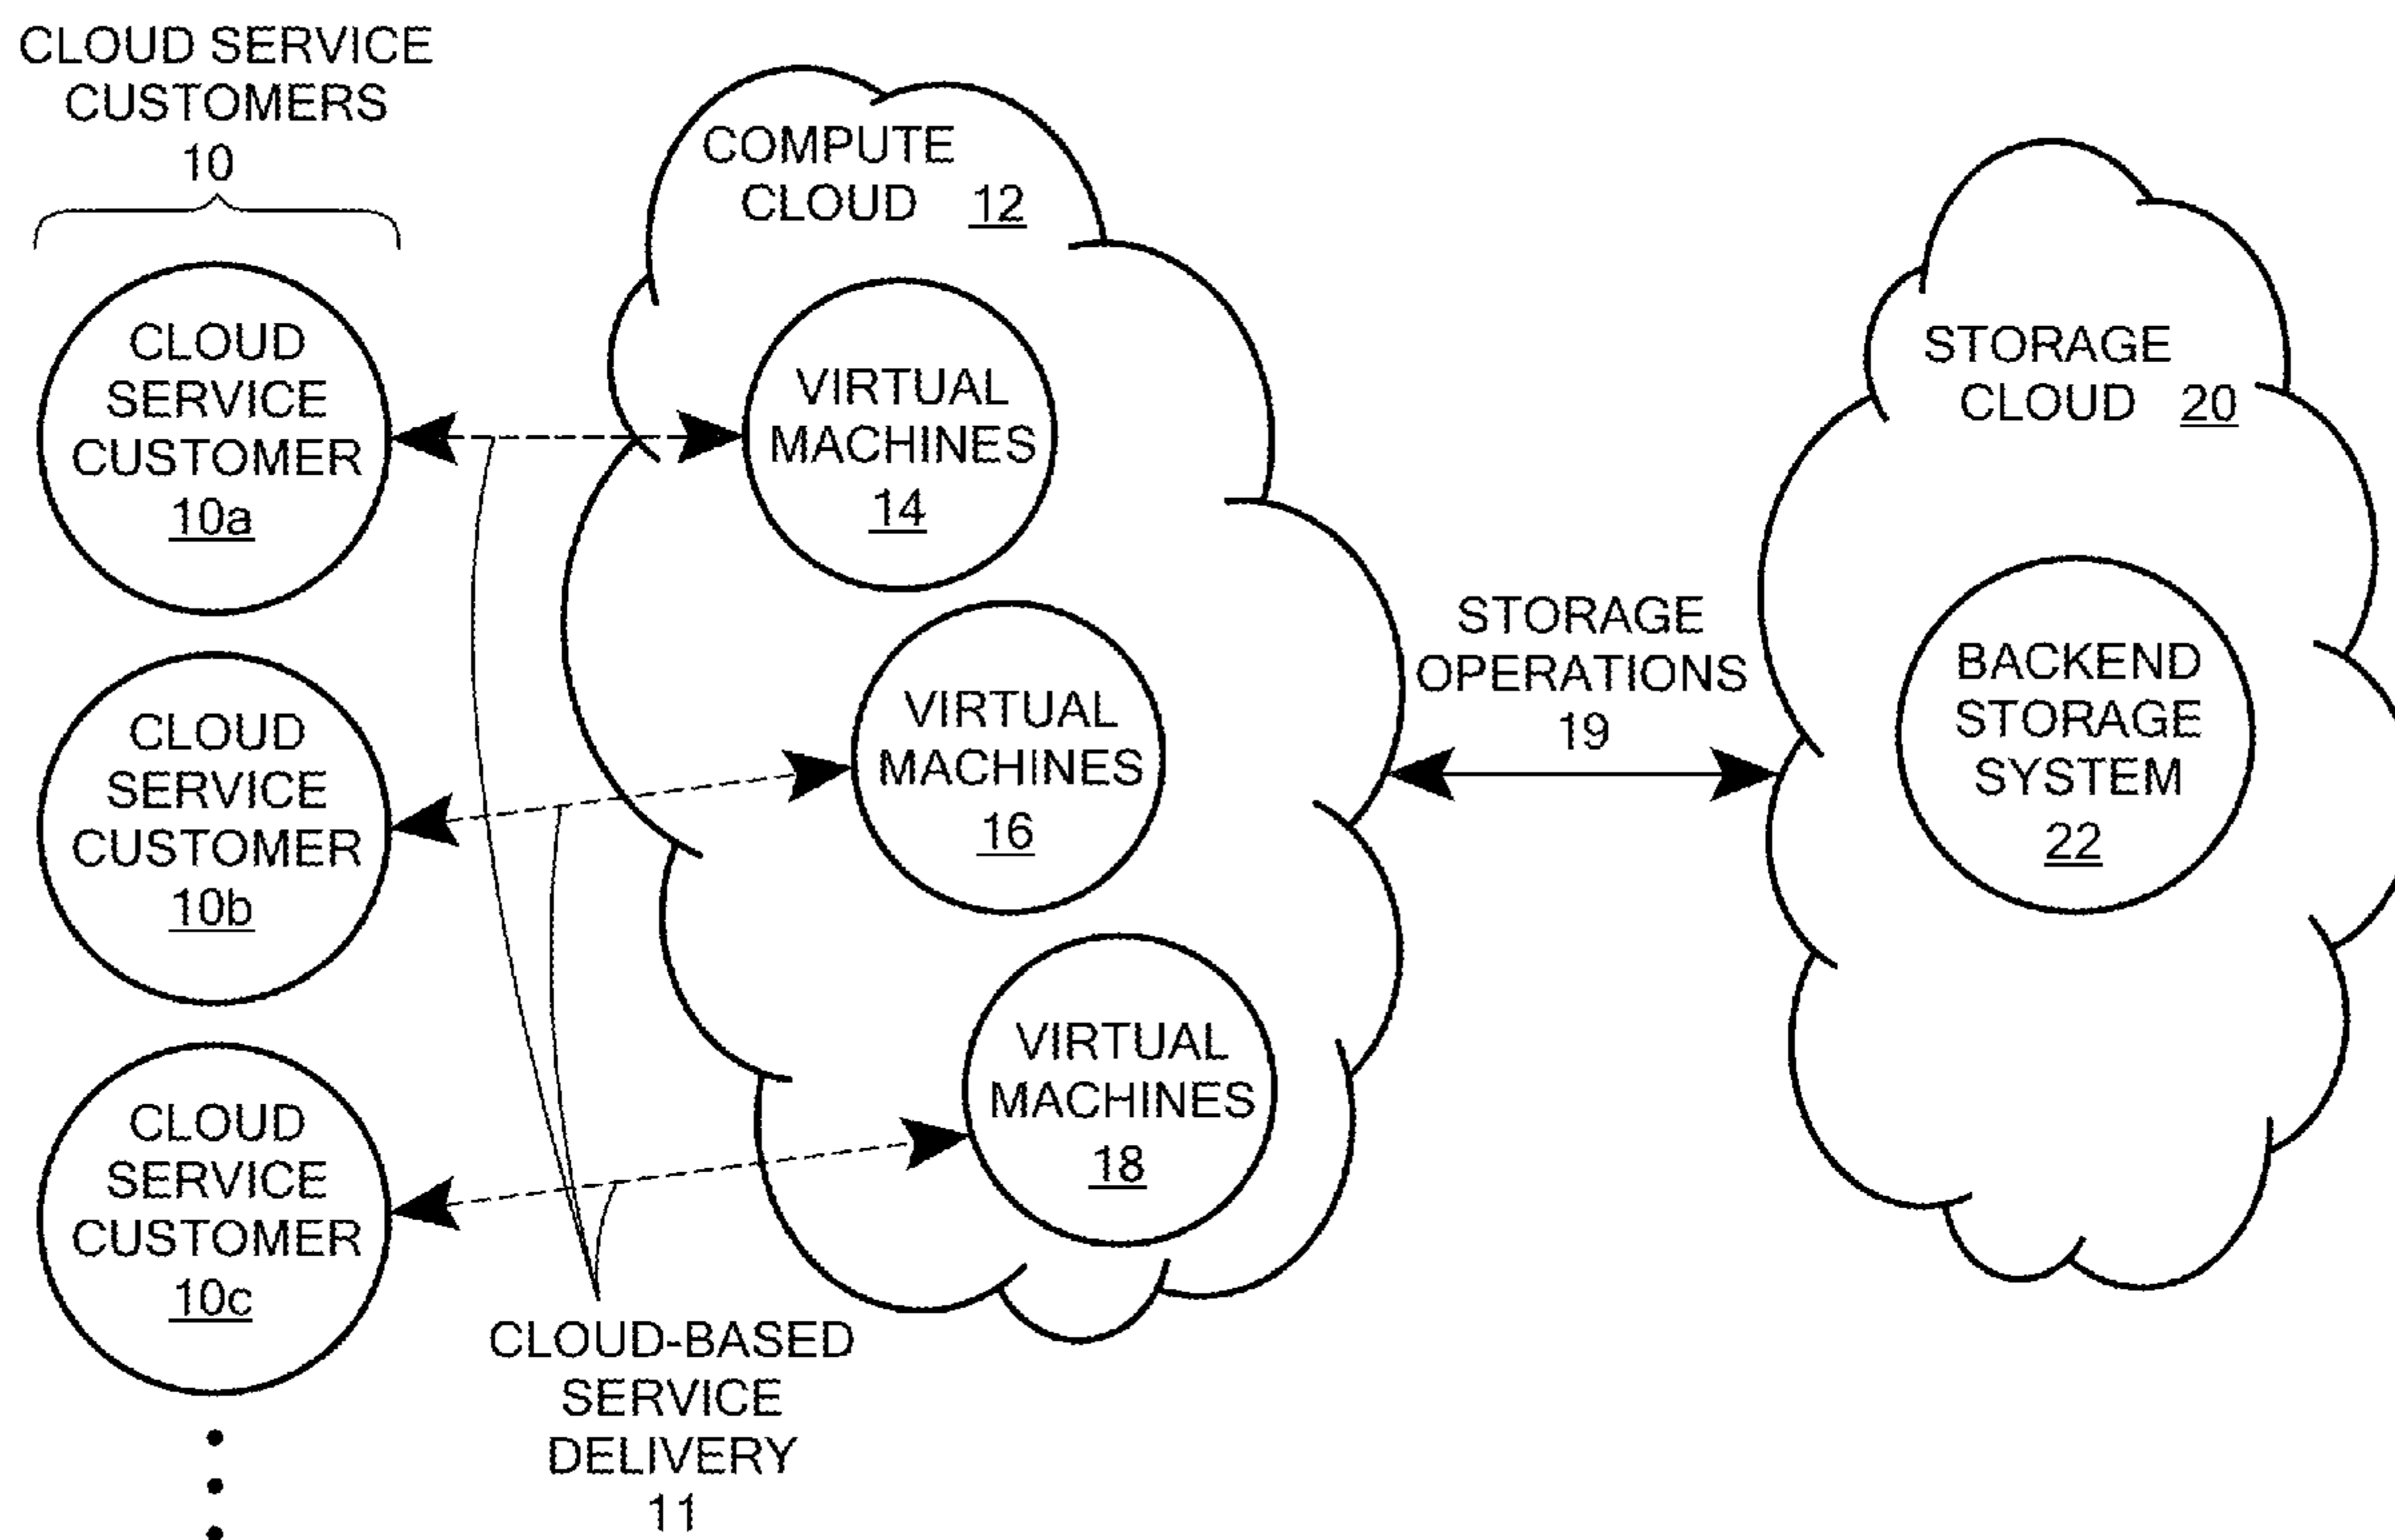 CLOUD SERVICE
CUSTOMERS
10
CLOUD
SERVICE
CUSTOMER
10a
CLOUD
SERVICE
CUSTOMER
10b
CLOUD
SERVICE
CUSTOMER
10c
CLOUD-BASED
SERVICE
DELIVERY
11
COMPUTE
CLOUD 12
VIRTUAL
MACHINES
14
VIRTUAL
MACHINES
16
VIRTUAL
MACHINES
18
STORAGE
OPERATIONS
19
STORAGE
CLOUD 20
BACKEND
STORAGE
SYSTEM
22